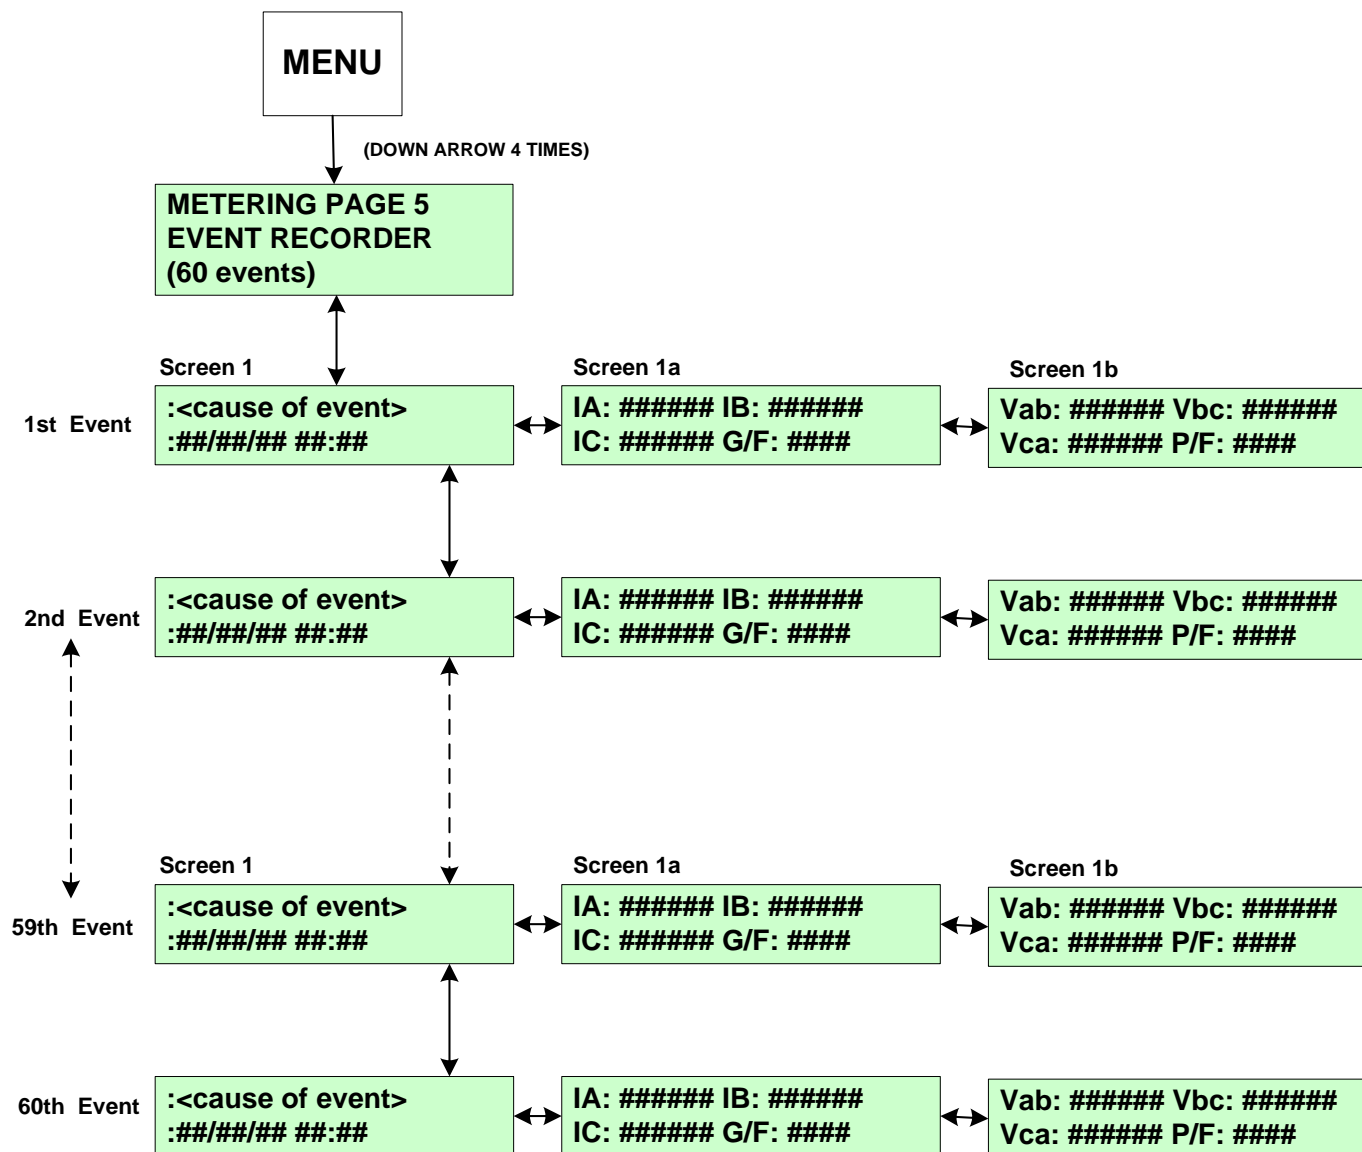 MENU
(DOWN ARROW 4 TIMES)
METERING PAGE 5
EVENT RECORDER
(60 events)
Screen 1
Screen 1a
Screen 1b
1st Event
:<cause of event>
:##/##/## ##:##
IA: ###### IB: ######
IC: ###### G/F: ####
Vab: ###### Vbc: ######
Vca: ###### P/F: ####
2nd Event
:<cause of event>
:##/##/## ##:##
IA: ###### IB: ######
IC: ###### G/F: ####
Vab: ###### Vbc: ######
Vca: ###### P/F: ####
Screen 1
Screen 1a
Screen 1b
59th Event
:<cause of event>
:##/##/## ##:##
IA: ###### IB: ######
IC: ###### G/F: ####
Vab: ###### Vbc: ######
Vca: ###### P/F: ####
60th Event
:<cause of event>
:##/##/## ##:##
IA: ###### IB: ######
IC: ###### G/F: ####
Vab: ###### Vbc: ######
Vca: ###### P/F: ####